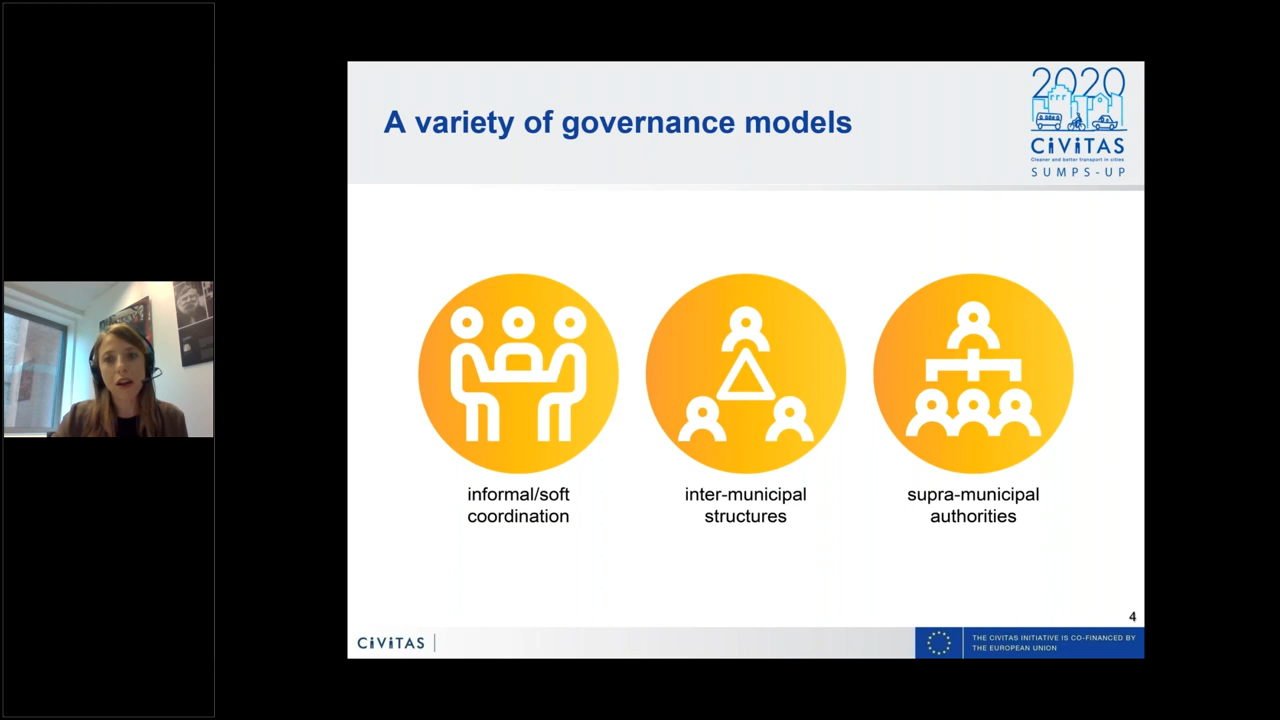 A variety of governance models
2020
CiViTAS
Cleaner and better transport in cities
SUMPS-UP
informal/soft
coordination
inter-municipal
structures
supra-municipal
authorities
4
CiViTAS
THE CIVITAS INITIATIVE IS CO-FINANCED BY
THE EUROPEAN UNION